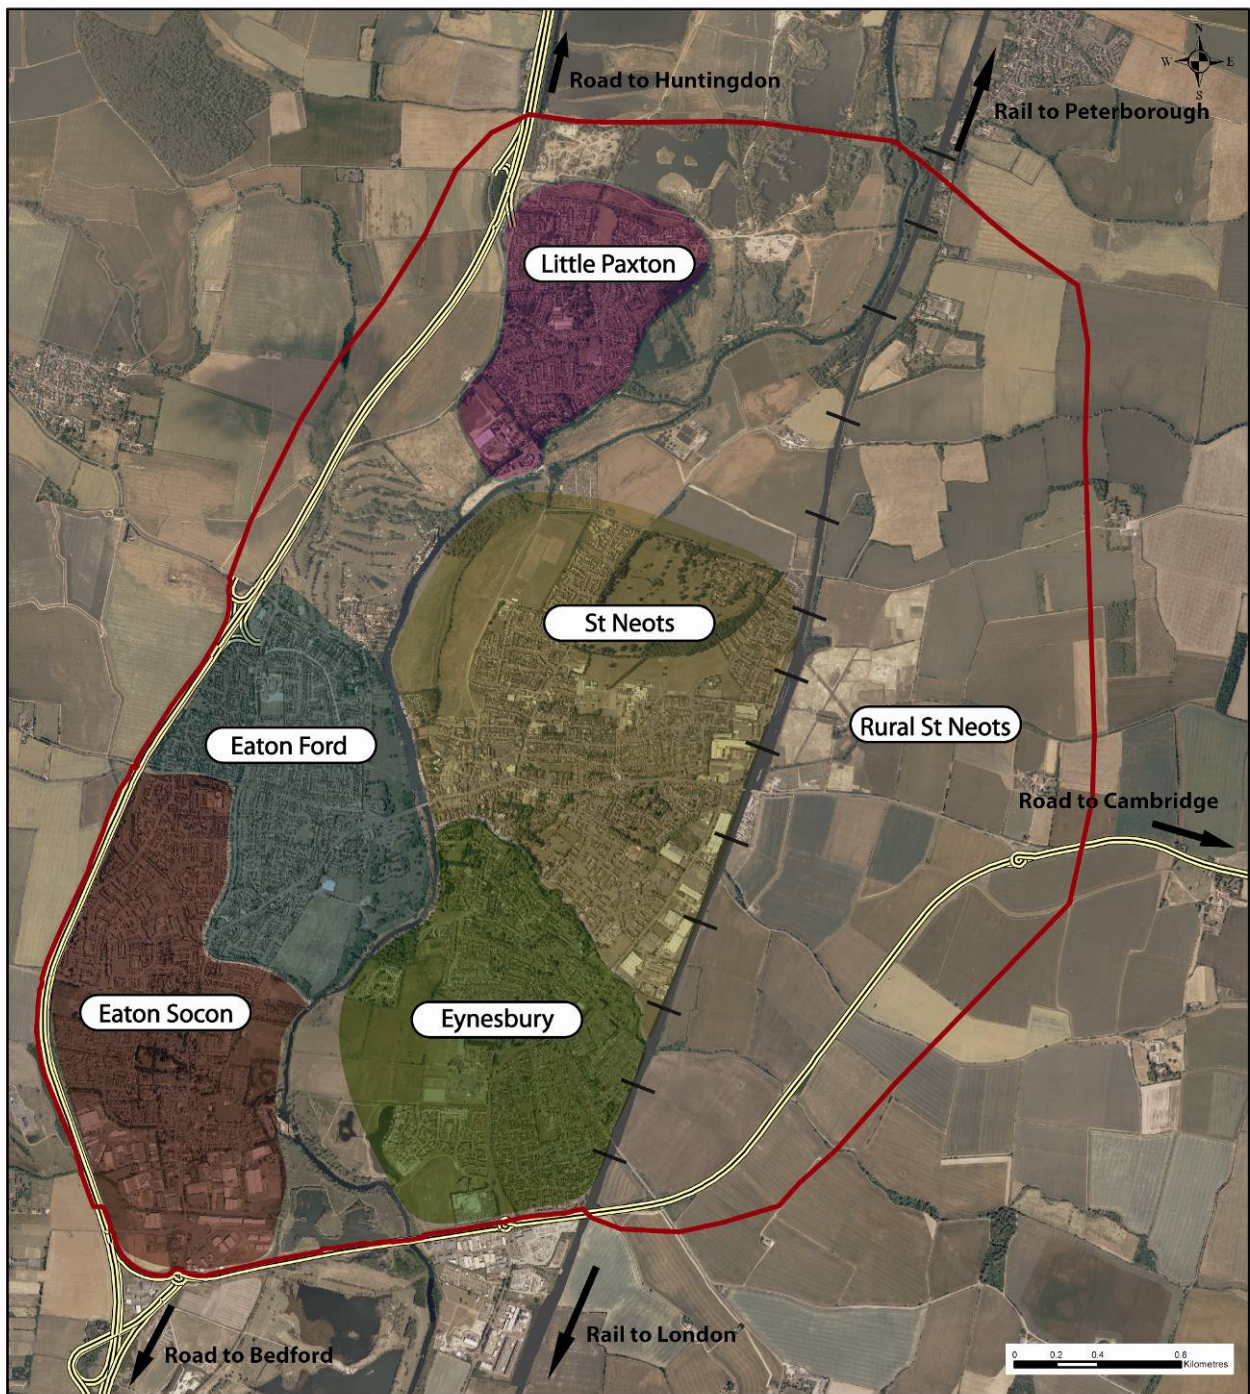 N
W E
S
Road to Huntingdon
Rail to Peterborough
Little Paxton
St Neots
Rural St Neots
Eaton Ford
Road to Cambridge
Eaton Socon
Eynesbury
Rail to London
Road to Bedford
0 0.2 0.4 0.8
Kilometres